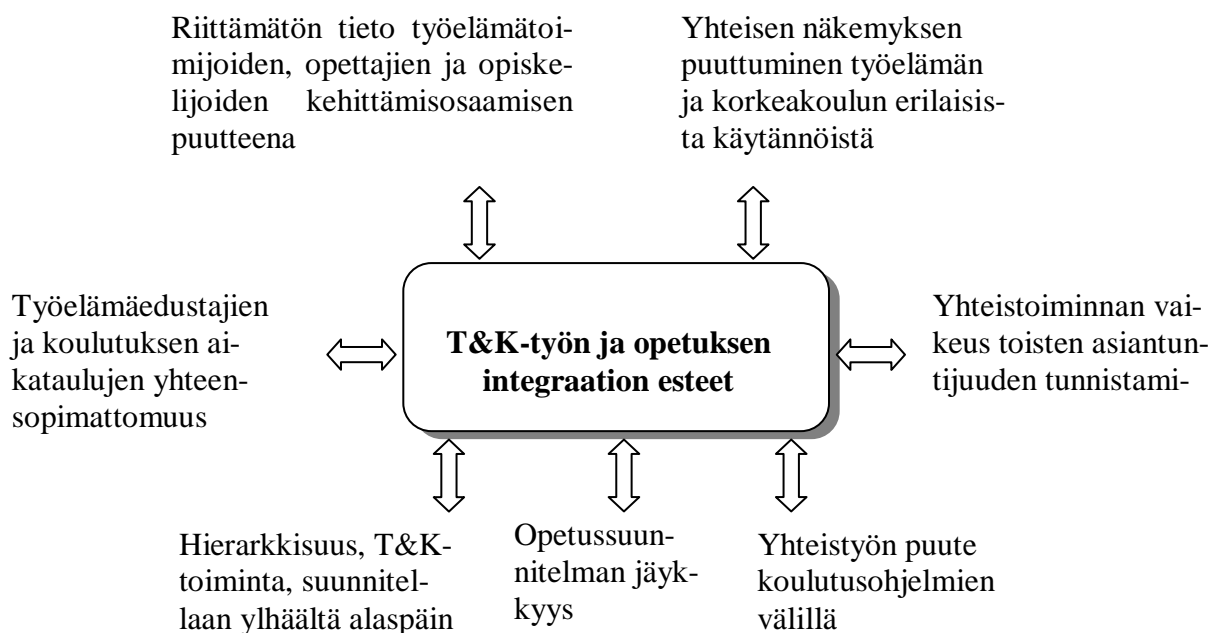 Riittämätön tieto työelämätoi-
mijoiden, opettajien ja opiske-
lijoiden kehittämisosaamisen
puutteena
Yhteisen näkemyksen
puuttuminen työelämän
ja korkeakoulun erilaisis-
ta käytännöistä
Työelämäedustajien
ja koulutuksen ai-
kataulujen yhteen-
sopimattomuus
T&K-työn ja opetuksen
integraation esteet
Yhteistoiminnan vai-
keus toisten asiantun-
tijuuden tunnistami-
Hierarkkisuus, T&K-
toiminta, suunnitel-
laan ylhäältä alaspäin
Opetussuun-
nitelman jäyk-
kyys
Yhteistyön puute
koulutusohjelmien
välillä